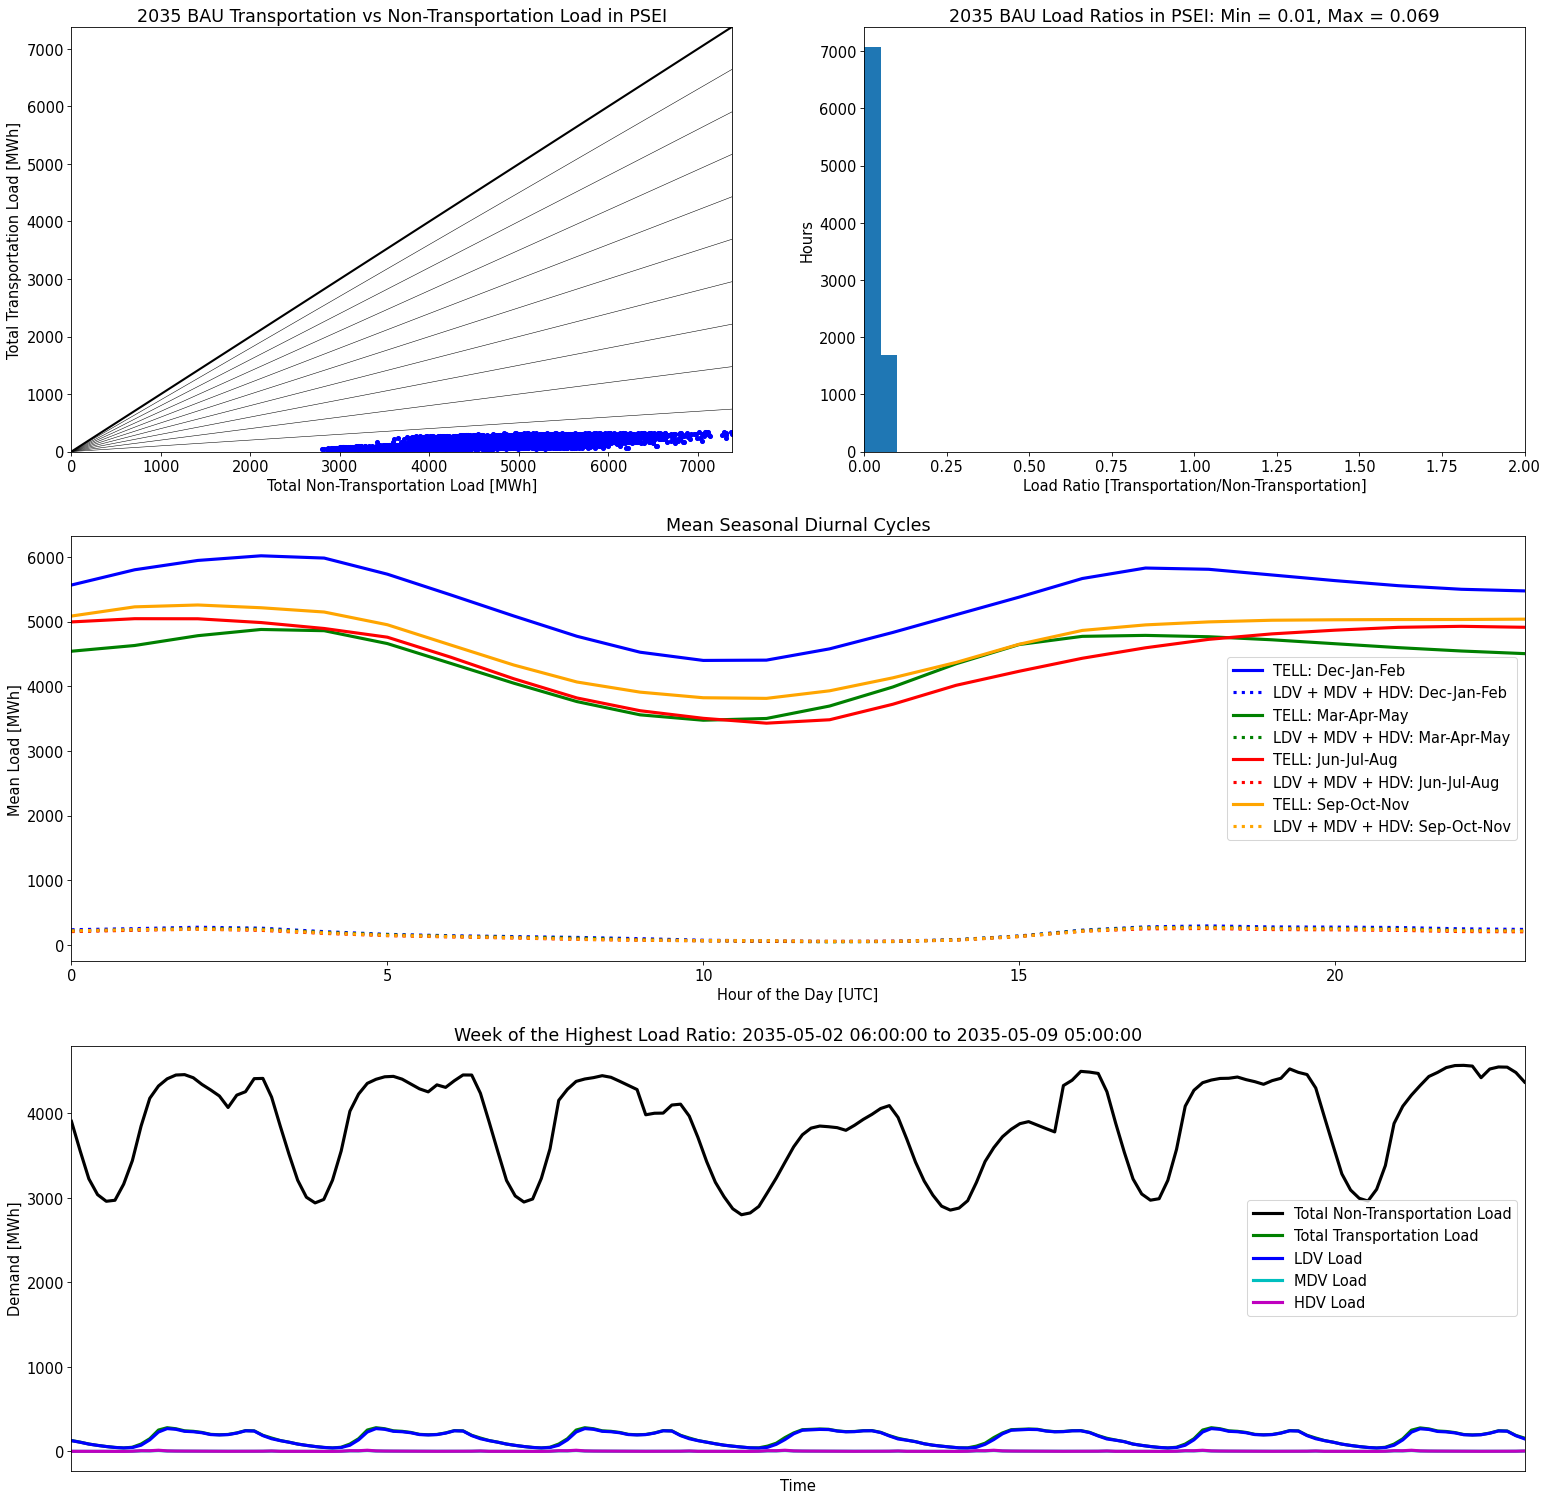 2035 BAU Transportation vs Non-Transportation Load in PSEI
Total Transportation Load [MWh]
7000
6000
5000
4000
3000
2000
1000
0
0 1000 2000 3000 4000 5000 6000 7000
Total Non-Transportation Load [MWh]
2035 BAU Load Ratios in PSEI: Min = 0.01, Max = 0.069
Hours
7000
6000
5000
4000
3000
2000
1000
0
0.00 0.25 0.50 0.75 1.00 1.25 1.50 1.75 2.00
Load Ratio [Transportation/Non-Transportation]
Mean Seasonal Diurnal Cycles
Mean Load [MWh]
6000
5000
4000
3000
2000
1000
0
TELL: Dec-Jan-Feb
LDV + MDV + HDV: Dec-Jan-Feb
TELL: Mar-Apr-May
LDV + MDV + HDV: Mar-Apr-May
TELL: Jun-Jul-Aug
LDV + MDV + HDV: Jun-Jul-Aug
TELL: Sep-Oct-Nov
LDV + MDV + HDV: Sep-Oct-Nov
0 5 10 15 20
Hour of the Day [UTC]
Week of the Highest Load Ratio: 2035-05-02 06:00:00 to 2035-05-09 05:00:00
Demand [MWh]
4000
3000
2000
1000
0
Total Non-Transportation Load
Total Transportation Load
LDV Load
MDV Load
HDV Load
Time